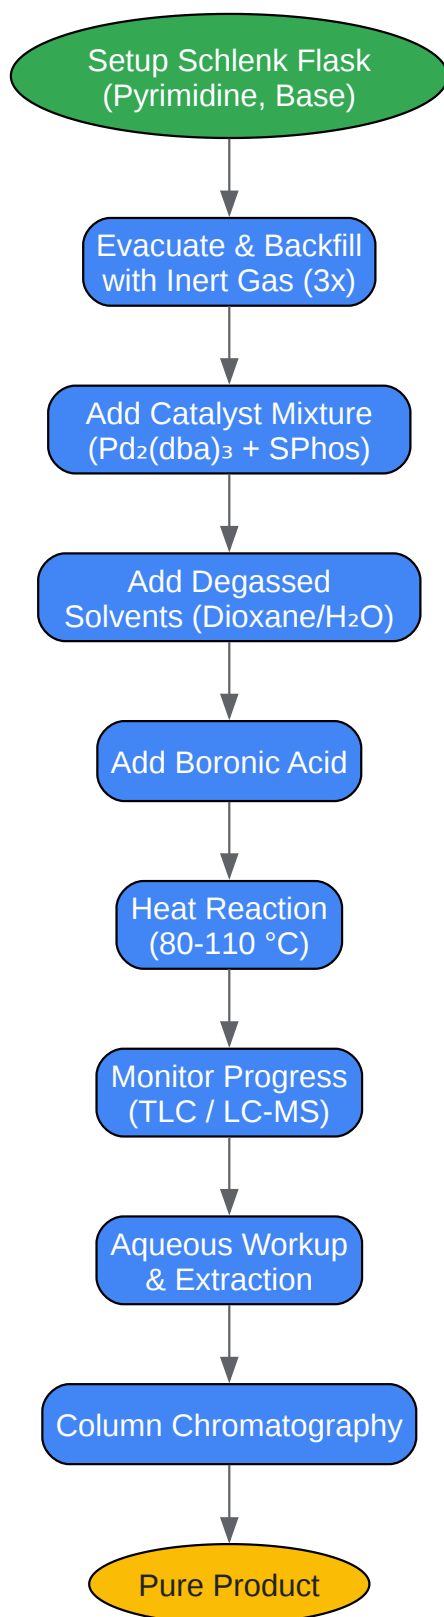 Setup Schlenk Flask
(Pyrimidine, Base)
Evacuate & Backfill
with Inert Gas (3x)
Add Catalyst Mixture
(Pd₂(dba)₃ + SPhos)
Add Degassed
Solvents (Dioxane/H₂O)
Add Boronic Acid
Heat Reaction
(80-110 °C)
Monitor Progress
(TLC / LC-MS)
Aqueous Workup
& Extraction
Column Chromatography
Pure Product